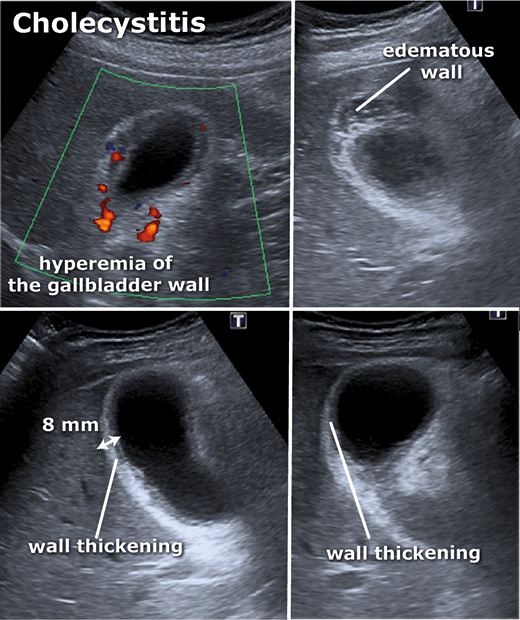 Cholecystitis
T
edematous
wall
hyperemia of
the gallbladder wall
T
T
8 mm
wall thickening
wall thickening